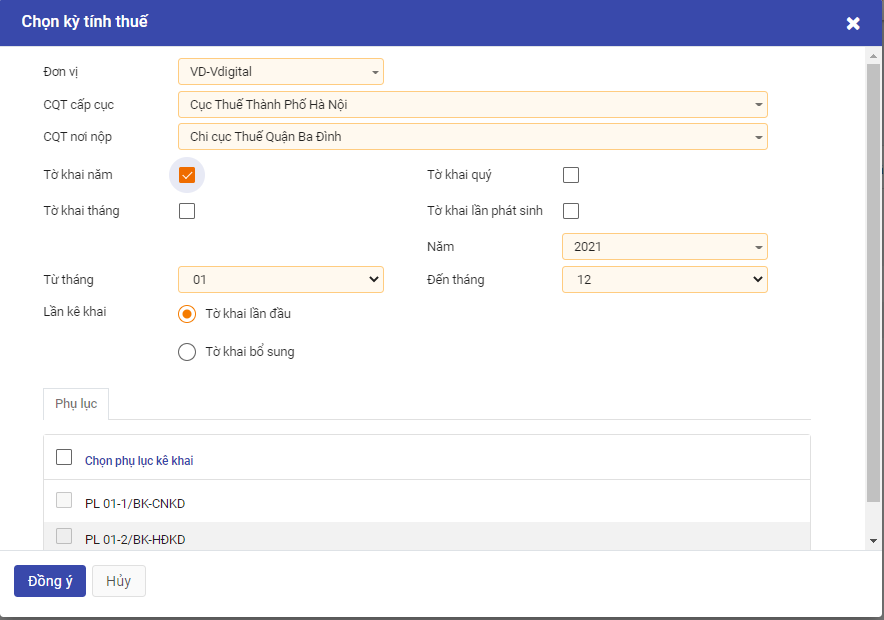 Chọn kỳ tính thuế
Đơn vị VD-Vdigital
CQT cấp cục Cục Thuế Thành Phố Hà Nội
CQT nơi nộp Chi cục Thuế Quận Ba Đình
Tờ khai năm Tờ khai quý
Tờ khai tháng Tờ khai lần phát sinh
Năm 2021
Từ tháng 01 Đến tháng 12
Lần kê khai Tờ khai lần đầu
Tờ khai bổ sung
Phụ lục
Chọn phụ lục kê khai
PL 01-1/BK-CNKD
PL 01-2/BK-HĐKD
Đồng ý Hủy